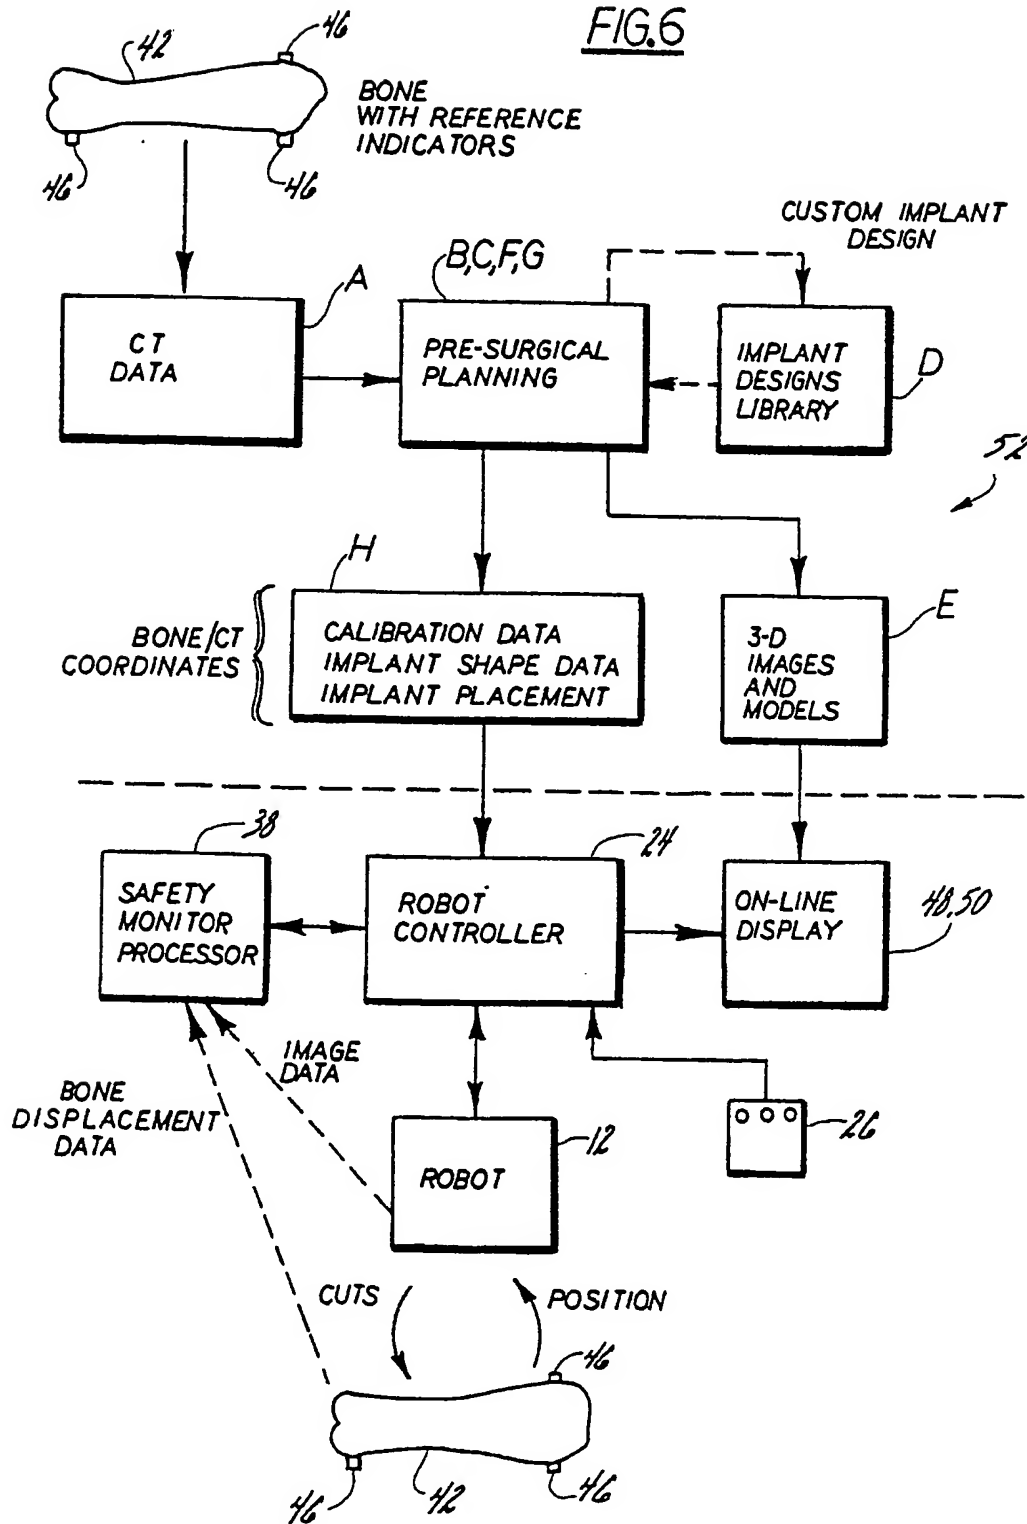 FIG. 6
46
42
BONE
WITH REFERENCE
INDICATORS
46
46
CUSTOM IMPLANT
DESIGN
A
B,C,F,G
CT
DATA
PRE-SURGICAL
PLANNING
IMPLANT
DESIGNS
LIBRARY
D
52
H
BONE/CT
COORDINATES
CALIBRATION DATA
IMPLANT SHAPE DATA
IMPLANT PLACEMENT
E
3-D
IMAGES
AND
MODELS
38
24
SAFETY
MONITOR
PROCESSOR
ROBOT
CONTROLLER
ON-LINE
DISPLAY
48,50
IMAGE
DATA
BONE
DISPLACEMENT
DATA
12
26
ROBOT
CUTS
POSITION
46
46
42
46